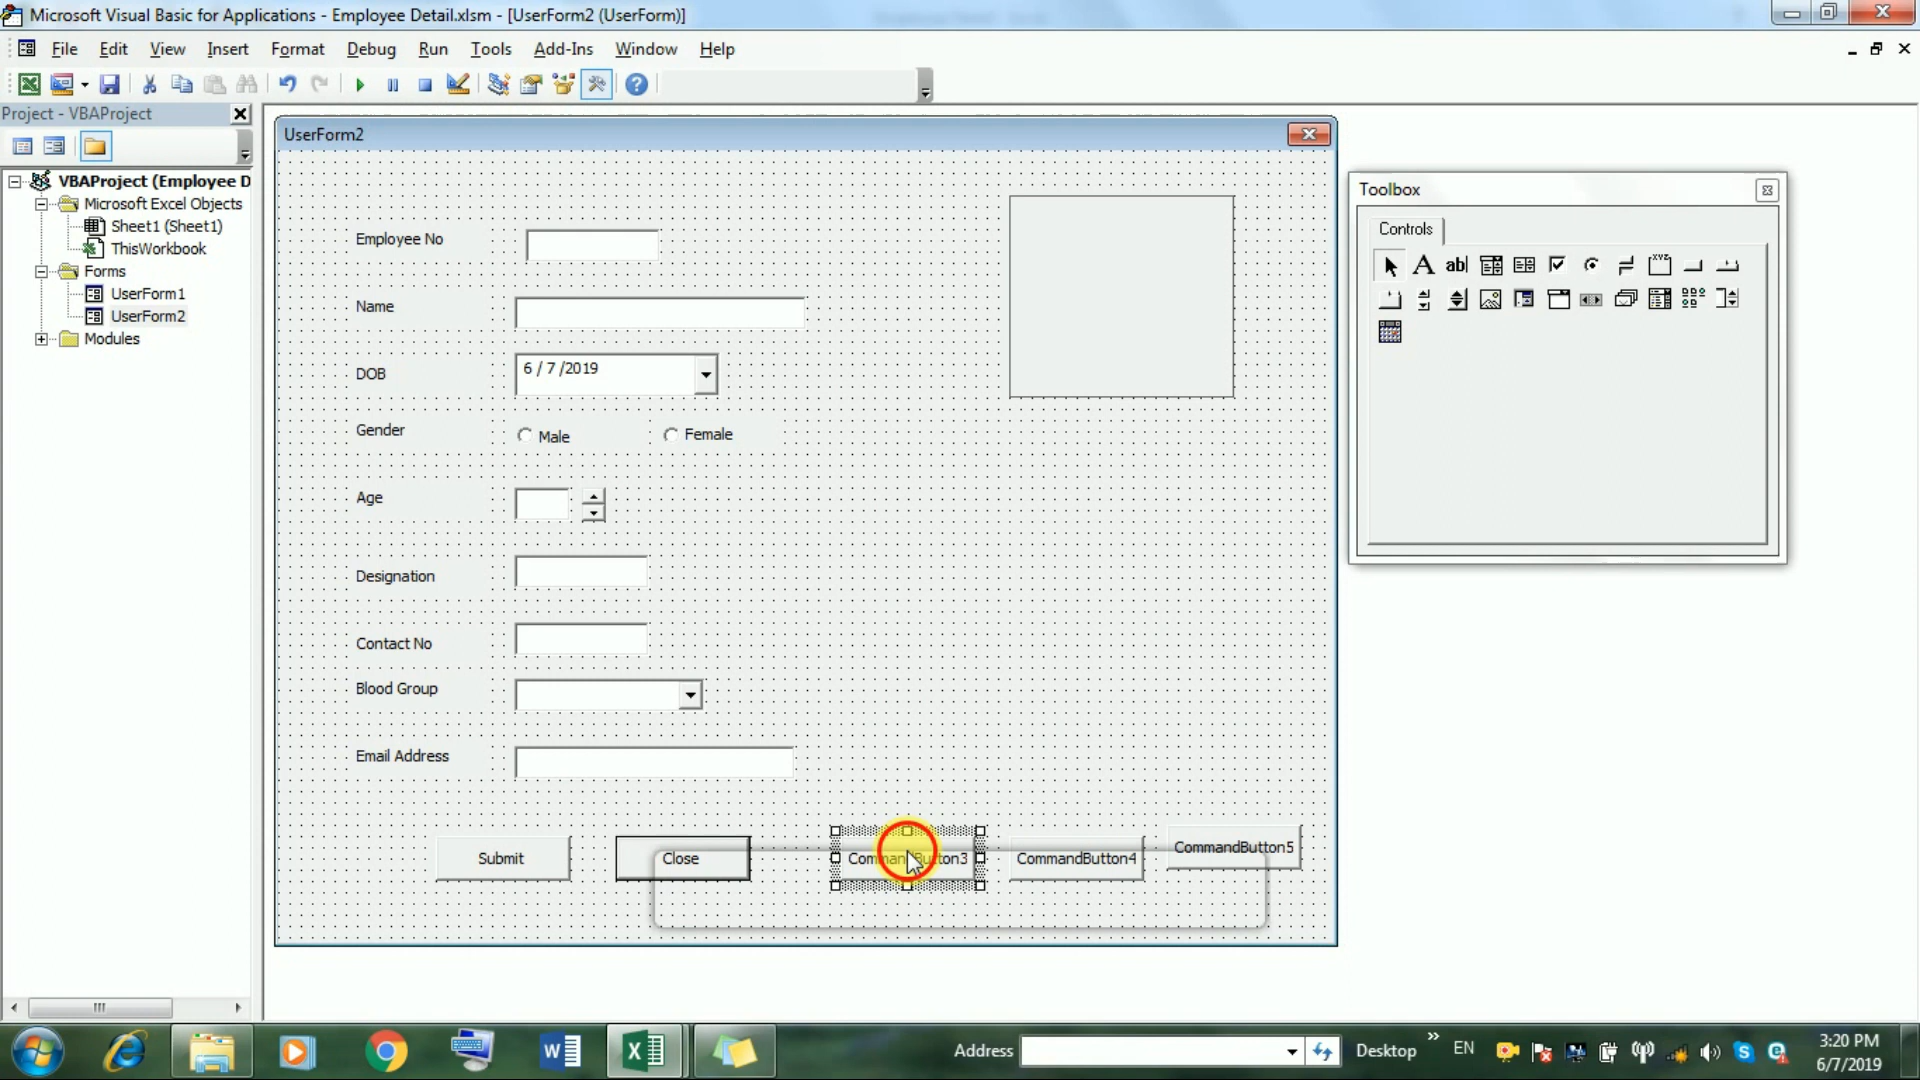 Microsoft Visual Basic for Applications - Employee Detail.xlsm - [UserForm2 (UserForm)]
File Edit View Insert Format Debug Run Tools Add-Ins Window Help
Project - VBAProject
VBAProject (Employee D
Microsoft Excel Objects
Sheet1 (Sheet1)
ThisWorkbook
Forms
UserForm1
UserForm2
Modules
UserForm2
Employee No
Name
DOB
6 / 7 /2019
Gender
Male
Female
Age
Designation
Contact No
Blood Group
Email Address
Submit
Close
CommandButton3
CommandButton4
CommandButton5
Toolbox
Controls
A
ab
XYZ
Address
Desktop
EN
3:20 PM
6/7/2019